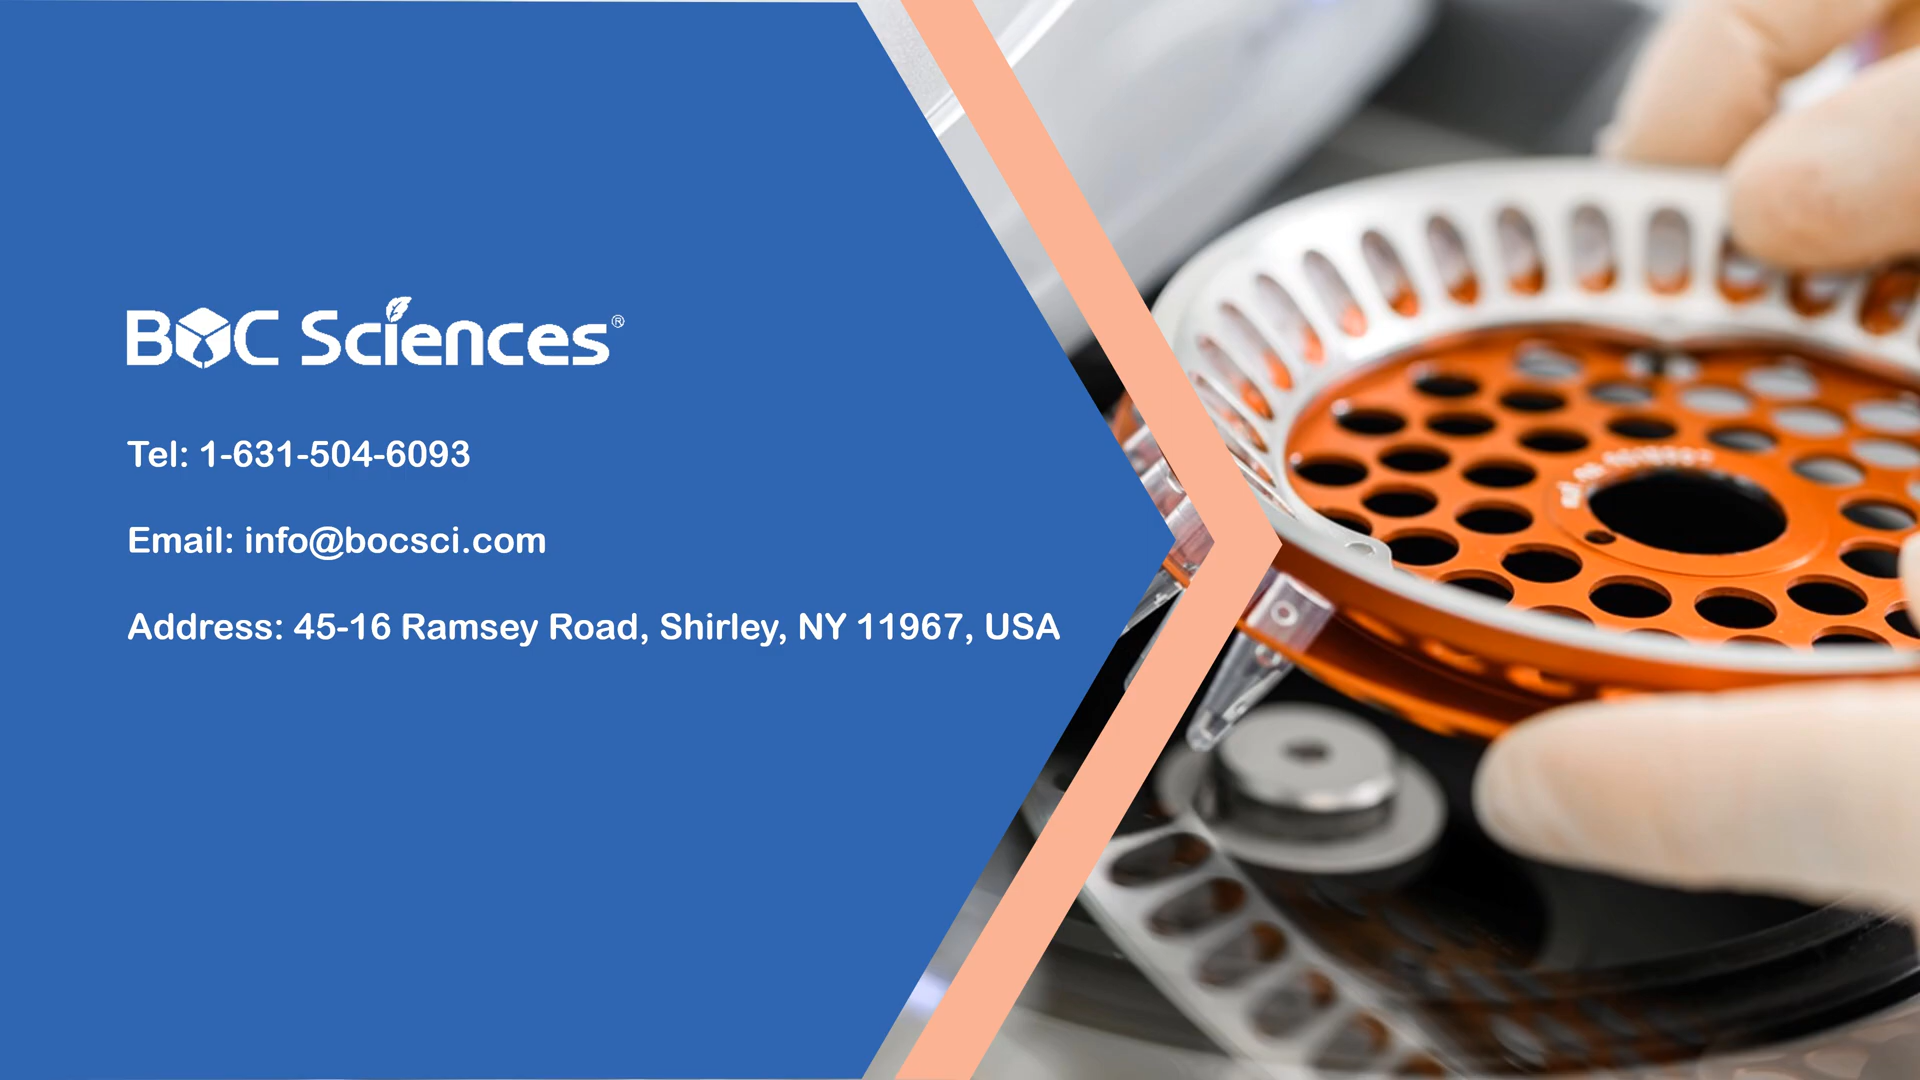 BOC Sciences®
Tel: 1-631-504-6093
Email: info@bocsci.com
Address: 45-16 Ramsey Road, Shirley, NY 11967, USA